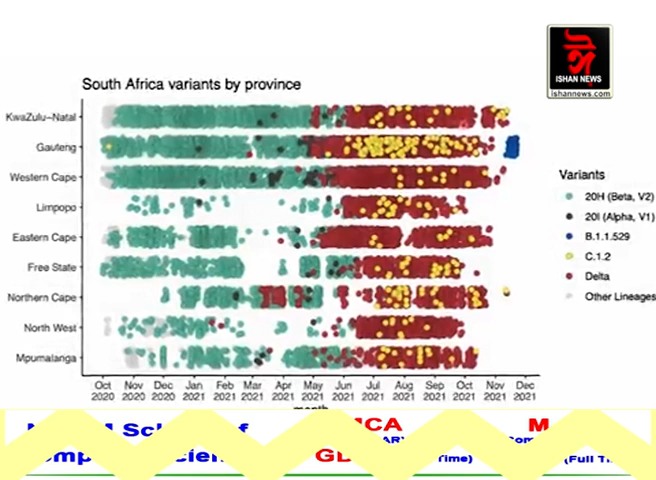 ISHAN NEWS
ishannews.com
South Africa variants by province
KwaZulu-Natal
Gauteng
Western Cape
Limpopo
Eastern Cape
Free State
Northern Cape
North West
Mpumalanga
Oct Nov Dec Jan Feb Mar Apr May Jun Jul Aug Sep Oct Nov Dec
2020 2020 2020 2021 2021 2021 2021 2021 2021 2021 2021 2021 2021 2021 2021
month
Variants
20H (Beta, V2)
20I (Alpha, V1)
B.1.1.529
C.1.2
Delta
Other Lineages
(Full